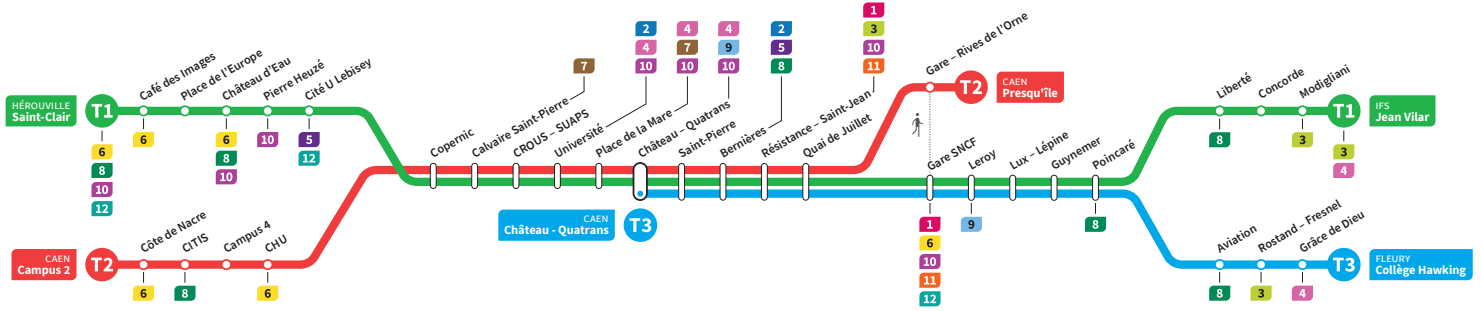 HÉROUVILLE
Saint-Clair
T1
6
8
10
12
Café des Images
6
Place de l'Europe
Château d'Eau
6
8
10
Pierre Heuzé
10
Cité U Lebisey
5
12
CAEN
Campus 2
T2
Côte de Nacre
6
CITIS
8
Campus 4
CHU
6
Copernic
Calvaire Saint-Pierre
7
CROUS – SUAPS
Université
2
4
10
Place de la Mare
4
7
10
Château – Quatrans
4
9
10
CAEN
Château - Quatrans
T3
Saint-Pierre
Bernières
2
5
8
Résistance – Saint-Jean
1
3
10
11
Quai de Juillet
Gare – Rives de l'Orne
T2
CAEN
Presqu'île
Gare SNCF
1
6
10
11
12
Leroy
9
Lux – Lépine
Guynemer
Poincaré
8
Liberté
8
Concorde
Modigliani
3
T1
3
4
IFS
Jean Vilar
Aviation
8
Rostand – Fresnel
3
Grâce de Dieu
4
T3
FLEURY
Collège Hawking